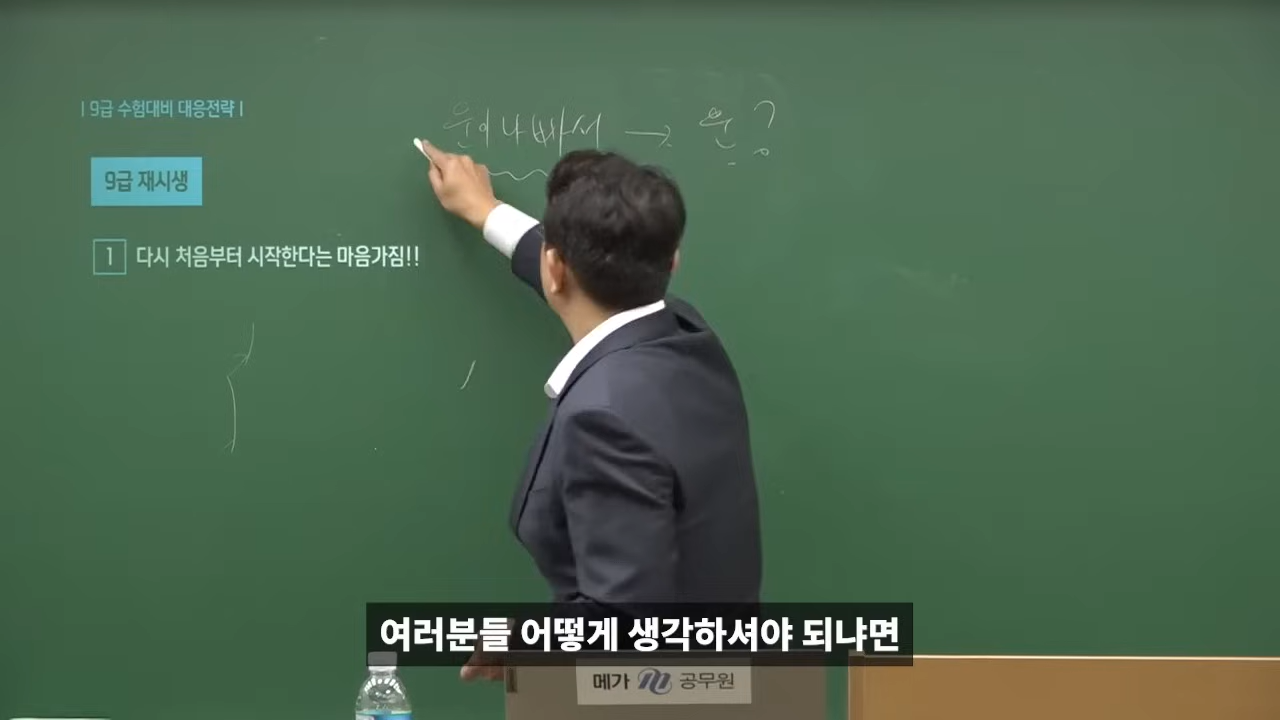 | 9급 수험대비 대응전략 |
운이 나빠서 → 운?
9급 재시생
1 다시 처음부터 시작한다는 마음가짐!!
여러분들 어떻게 생각하셔야 되냐면
메가 공무원